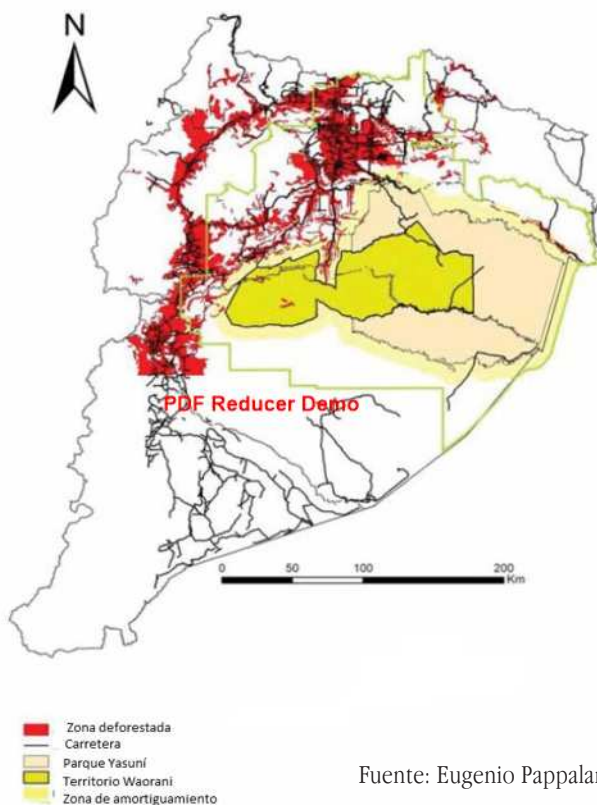 N
PDF Reducer Demo
0 50 100 200
Km
Zona deforestada
Carretera
Parque Yasuní
Territorio Waorani
Zona de amortiguamiento
Fuente: Eugenio Pappalar